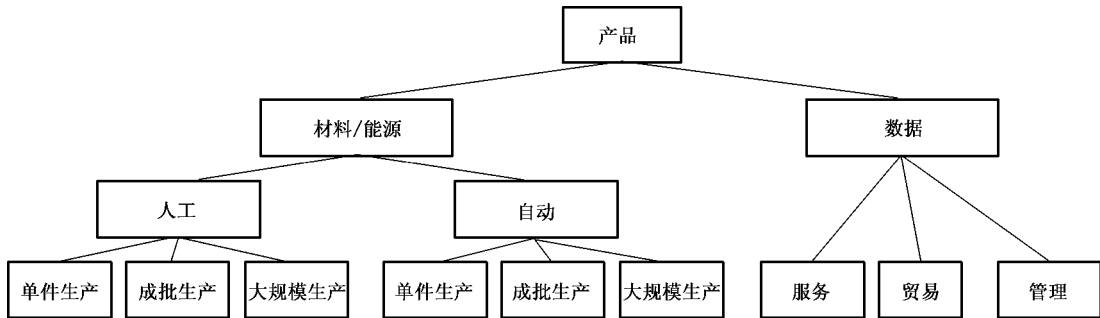 产品
材料/能源
数据
人工
自动
单件生产
成批生产
大规模生产
单件生产
成批生产
大规模生产
服务
贸易
管理